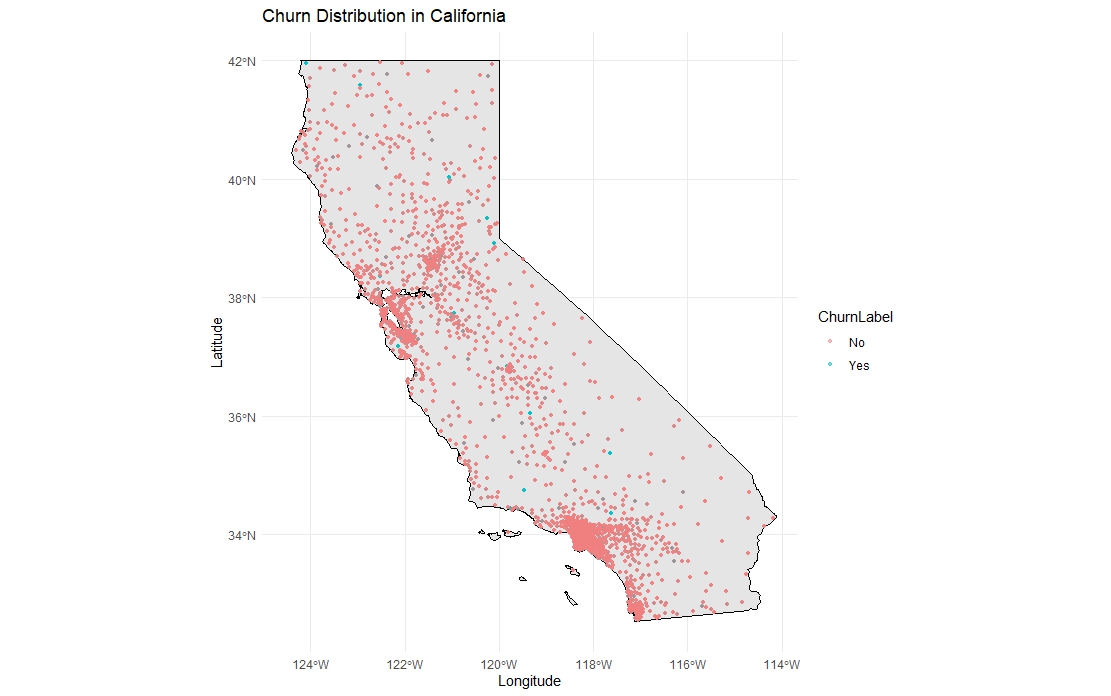 Churn Distribution in California
42°N
40°N
38°N
36°N
34°N
Latitude
124°W
122°W
120°W
118°W
116°W
114°W
Longitude
ChurnLabel
No
Yes